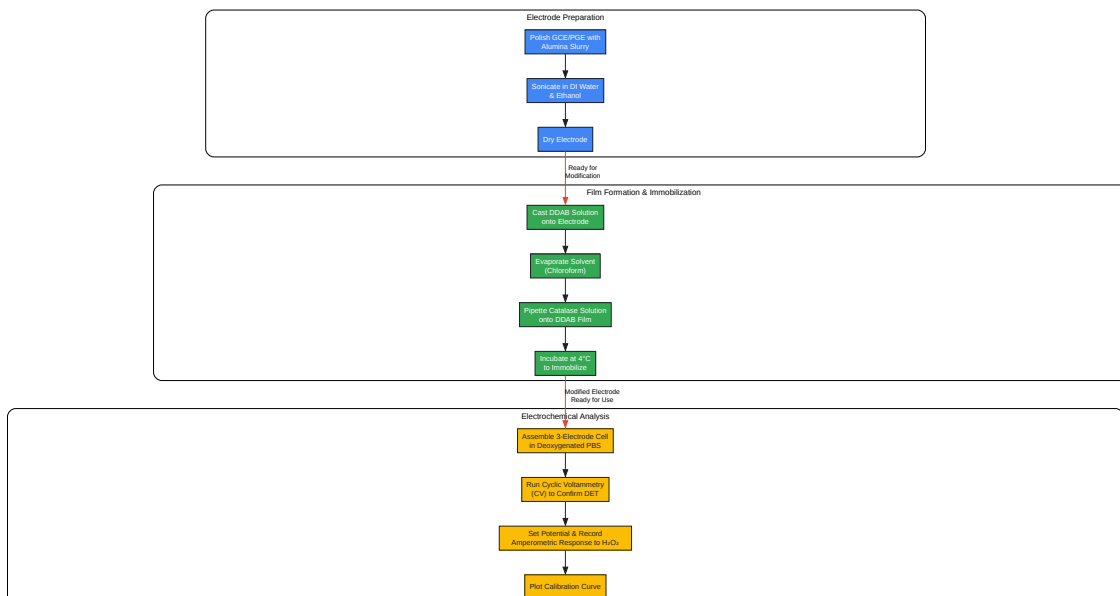 Electrode Preparation
Polish GCE/PGE with
Alumina Slurry
Sonicate in DI Water
& Ethanol
Dry Electrode
Ready for
Modification
Film Formation & Immobilization
Cast DDAB Solution
onto Electrode
Evaporate Solvent
(Chloroform)
Pipette Catalase Solution
onto DDAB Film
Incubate at 4°C
to Immobilize
Modified Electrode
Ready for Use
Electrochemical Analysis
Assemble 3-Electrode Cell
in Deoxygenated PBS
Run Cyclic Voltammetry
(CV) to Confirm DET
Set Potential & Record
Amperometric Response to H₂O₂
Plot Calibration Curve